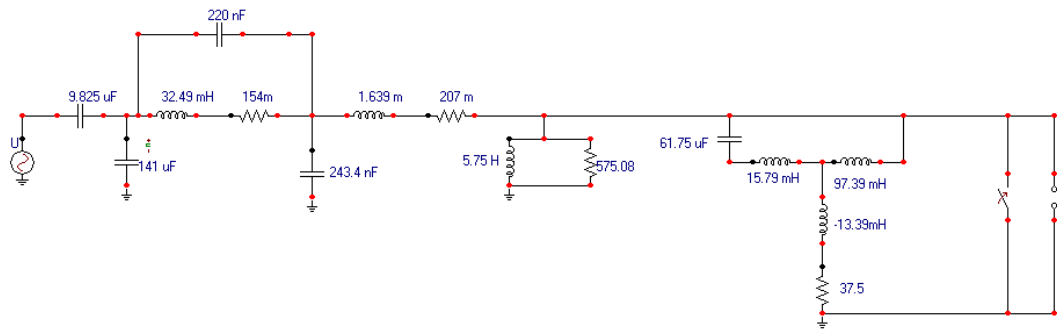 220 nF
9.825 uF
32.49 mH
154m
1.639 m
207 m
U
141 uF
243.4 nF
5.75 H
575.08
61.75 uF
15.79 mH
97.39 mH
-13.39mH
37.5